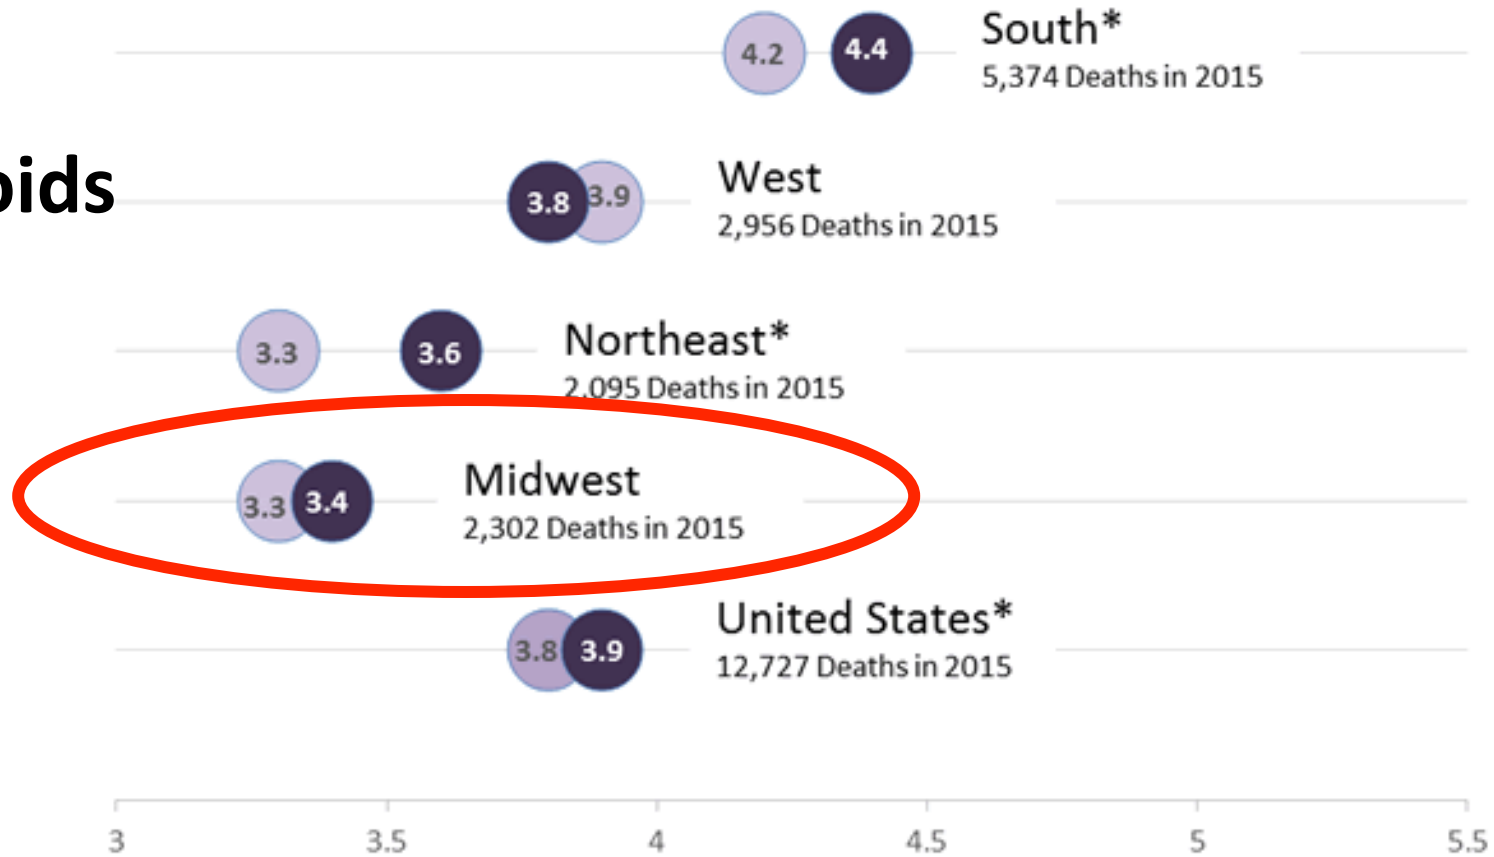 4.2 4.4 South*
5,374 Deaths in 2015
3.8 3.9 West
2,956 Deaths in 2015
3.3 3.6 Northeast*
2,095 Deaths in 2015
3.3 3.4 Midwest
2,302 Deaths in 2015
3.8 3.9 United States*
12,727 Deaths in 2015
3 3.5 4 4.5 5 5.5